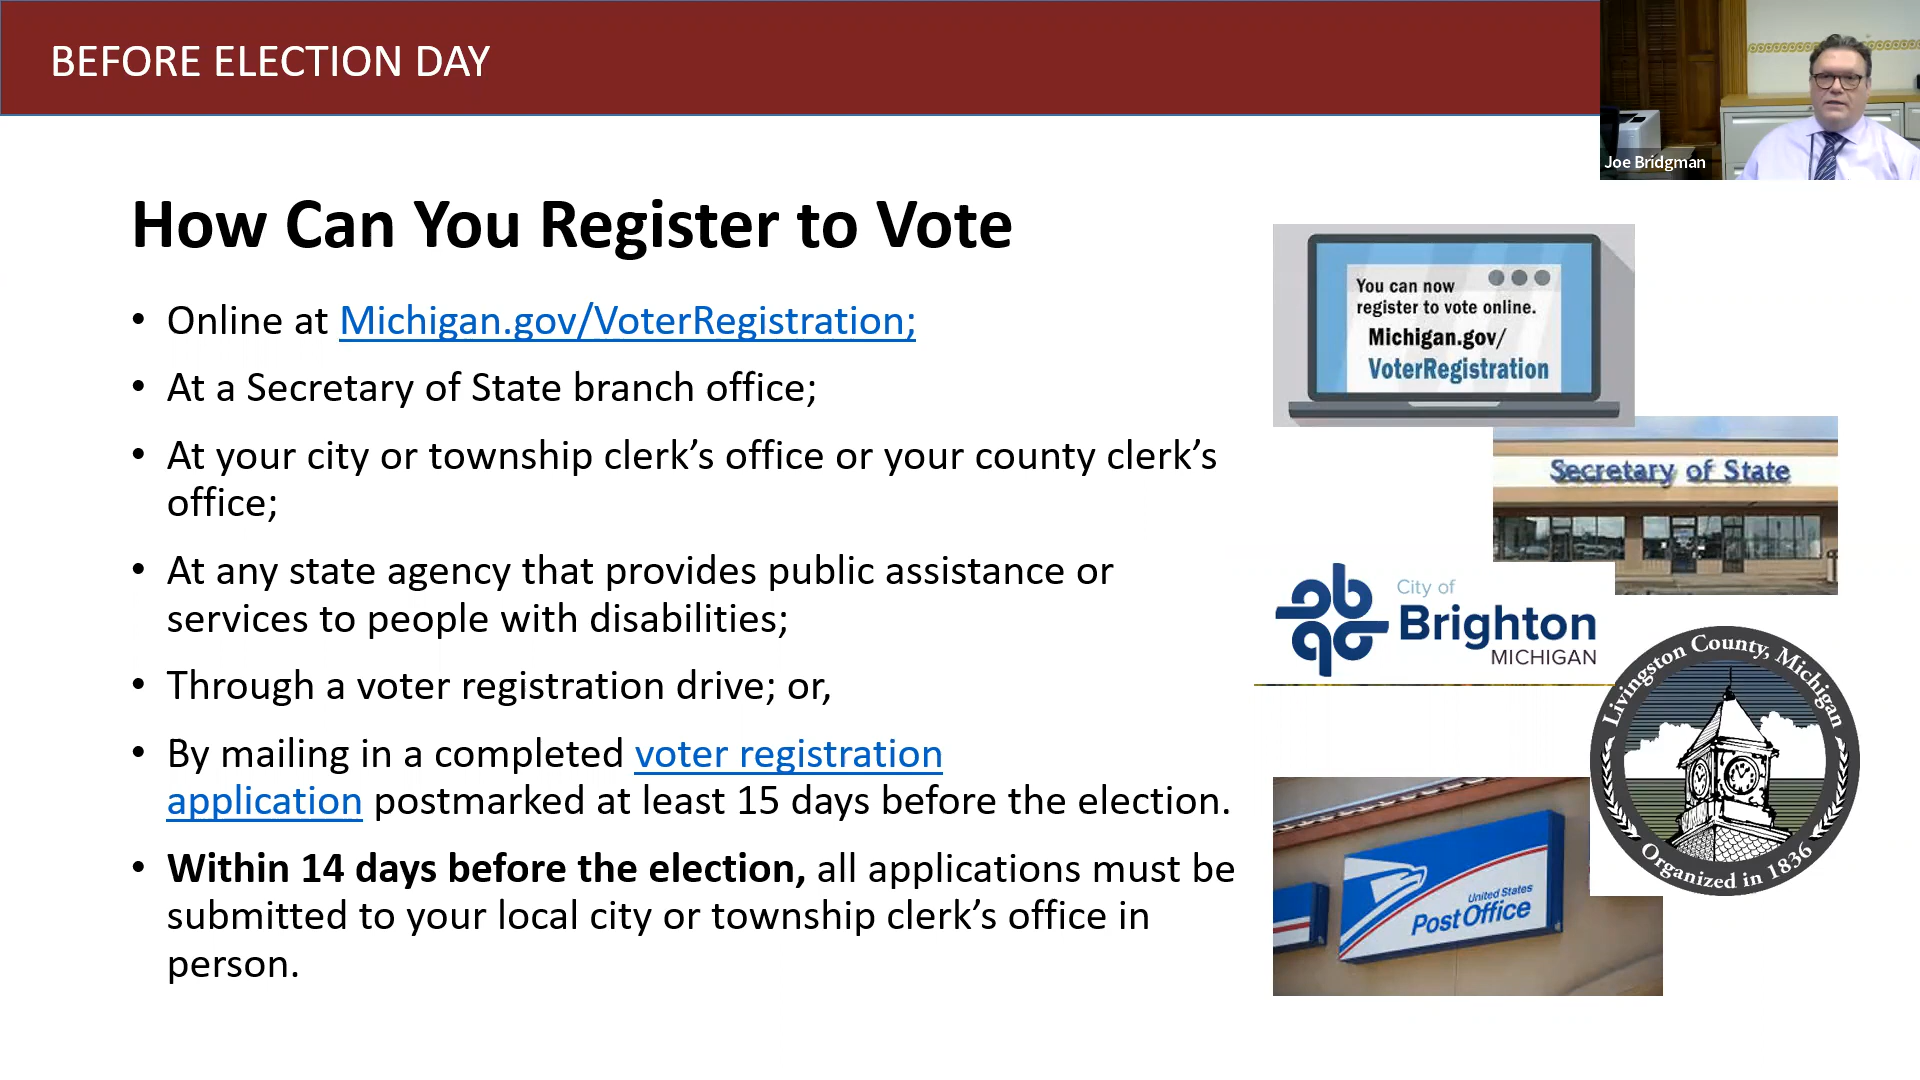 BEFORE ELECTION DAY
Joe Bridgman
How Can You Register to Vote
• Online at Michigan.gov/VoterRegistration;
• At a Secretary of State branch office;
• At your city or township clerk’s office or your county clerk’s
office;
• At any state agency that provides public assistance or
services to people with disabilities;
• Through a voter registration drive; or,
• By mailing in a completed voter registration
application postmarked at least 15 days before the election.
• Within 14 days before the election, all applications must be
submitted to your local city or township clerk’s office in
person.
You can now
register to vote online.
Michigan.gov/
VoterRegistration
Secretary of State
City of
Brighton
MICHIGAN
Livingston County, Michigan
Organized in 1836
United States
Post Office